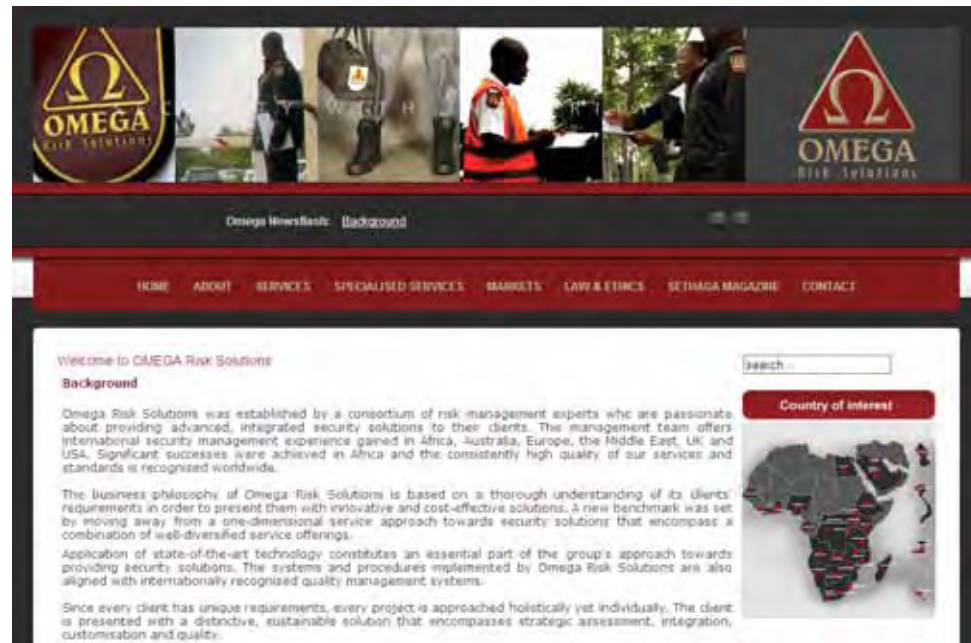 Ω
OMEGA
Risk Solutions
Ω
OMEGA
Risk Solutions
Omega Newsflash: Background
HOME ABOUT SERVICES SPECIALISED SERVICES MARKETS LAW & ETHICS SETHAGA MAGAZINE CONTACT
Welcome to OMEGA Risk Solutions
search...
Background
Country of interest
Omega Risk Solutions was established by a consortium of risk management experts who are passionate
about providing advanced, integrated security solutions to their clients. The management team offers
international security management experience gained in Africa, Australia, Europe, the Middle East, UK and
USA. Significant successes were achieved in Africa and the consistently high quality of our services and
standards is recognised worldwide.
The business philosophy of Omega Risk Solutions is based on a thorough understanding of its clients'
requirements in order to present them with innovative and cost-effective solutions. A new benchmark was set
by moving away from a one-dimensional service approach towards security solutions that encompass a
combination of well-diversified service offerings.
Application of state-of-the-art technology constitutes an essential part of the group's approach towards
providing security solutions. The systems and procedures implemented by Omega Risk Solutions are also
aligned with internationally recognised quality management systems.
Since every client has unique requirements, every project is approached holistically yet individually. The client
is presented with a distinctive, sustainable solution that encompasses strategic assessment, integration,
customisation and quality.